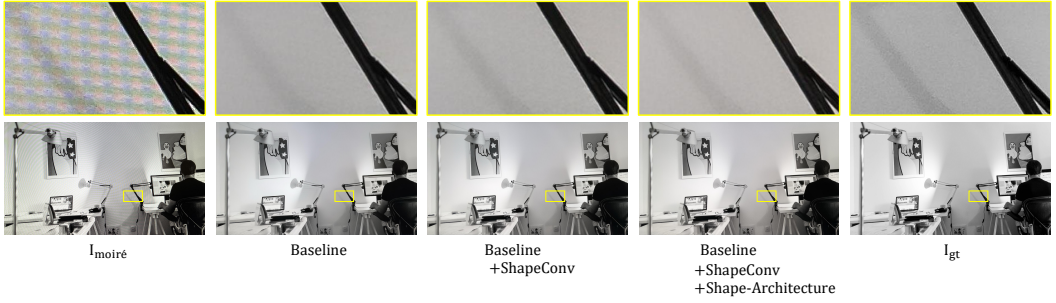 I_moiré
Baseline
Baseline
+ShapeConv
Baseline
+ShapeConv
+Shape-Architecture
I_gt